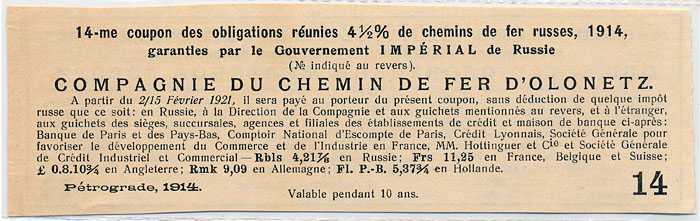 14-me coupon des obligations réunies 4½% de chemins de fer russes, 1914,
garanties par le Gouvernement IMPÉRIAL de Russie
(№ indiqué au revers).
COMPAGNIE DU CHEMIN DE FER D'OLONETZ.
A partir du 2/15 Février 1921, il sera payé au porteur du présent coupon, sans déduction de quelque impôt
russe que ce soit: en Russie, à la Direction de la Compagnie et aux guichets mentionnés au revers, et à l'étranger,
aux guichets des sièges, succursales, agences et filiales des établissements de crédit et maison de banque ci-après:
Banque de Paris et des Pays-Bas, Comptoir National d'Escompte de Paris, Crédit Lyonnais, Société Générale pour
favoriser le développement du Commerce et de l'Industrie en France, MM. Hottinguer et Cie et Société Générale
de Crédit Industriel et Commercial—Rbls 4,21⅞ en Russie; Frs 11,25 en France, Belgique et Suisse;
£ 0.8.10¾ en Angleterre; Rmk 9,09 en Allemagne; Fl. P.-B. 5,37¾ en Hollande.
Pétrograde, 1914.
Valable pendant 10 ans.
14